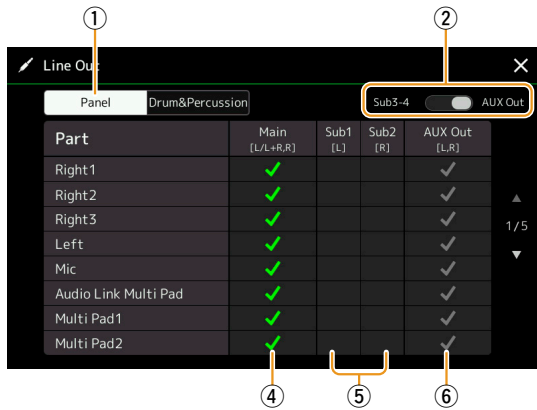 ① ②
Line Out
Panel Drum&Percussion Sub3-4 AUX Out
Part Main Sub1 Sub2 AUX Out
[L/L+R,R] [L] [R] [L,R]
Right1 ✓ ✓
Right2 ✓ ✓
Right3 ✓ ✓
1/5
Left ✓ ✓
Mic ✓ ✓
Audio Link Multi Pad ✓ ✓
Multi Pad1 ✓ ✓
Multi Pad2 ✓ ✓
④ ⑤ ⑥